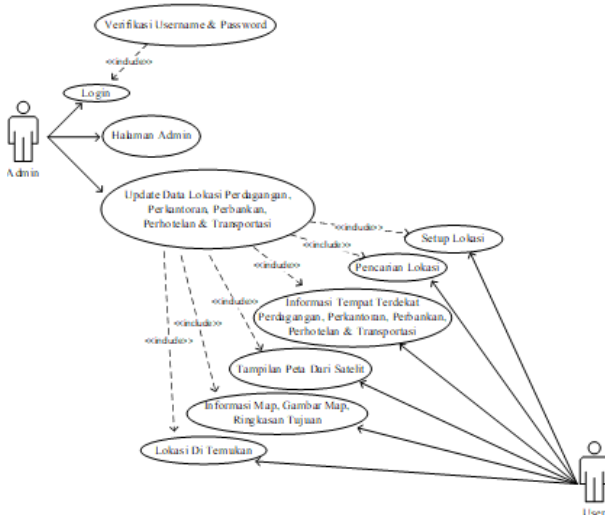 Verifikasi Username & Password
<<include>>
Login
Halaman Admin
Admin
Update Data Lokasi Perdagangan,
Perkantoran, Perbankan,
Perhotelan & Transportasi
<<include>>
Setup Lokasi
<<include>>
Pencarian Lokasi
<<include>>
Informasi Tempat Terdekat
Perdagangan, Perkantoran, Perbankan,
Perhotelan & Transportasi
<<include>>
<<include>>
<<include>>
Tampilan Peta Dari Satelit
Informasi Map, Gambar Map,
Ringkasan Tujuan
Lokasi Di Temukan
User